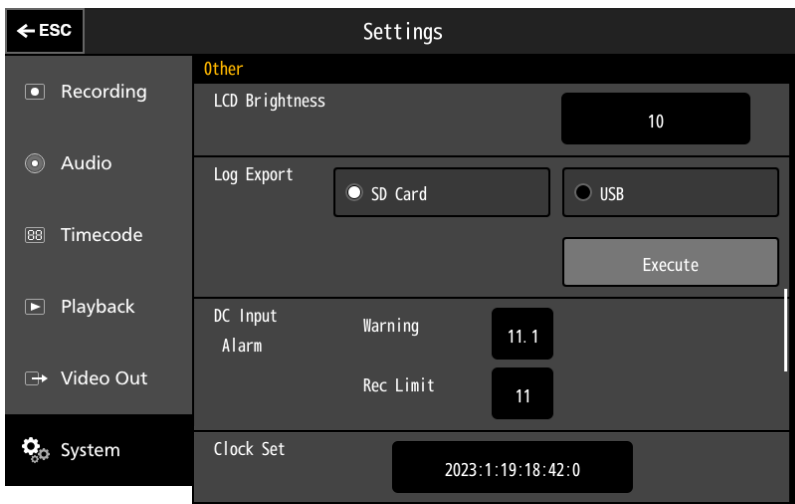 ← ESC
Settings
Recording
Audio
88
Timecode
Playback
Video Out
System
Other
LCD Brightness
10
Log Export
SD Card
USB
Execute
DC Input
Alarm
Warning
11.1
Rec Limit
11
Clock Set
2023:1:19:18:42:0